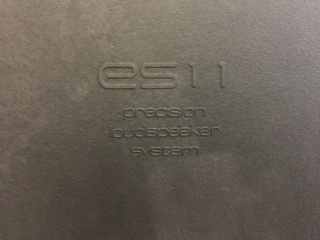 es11
precision
loudspeaker
system